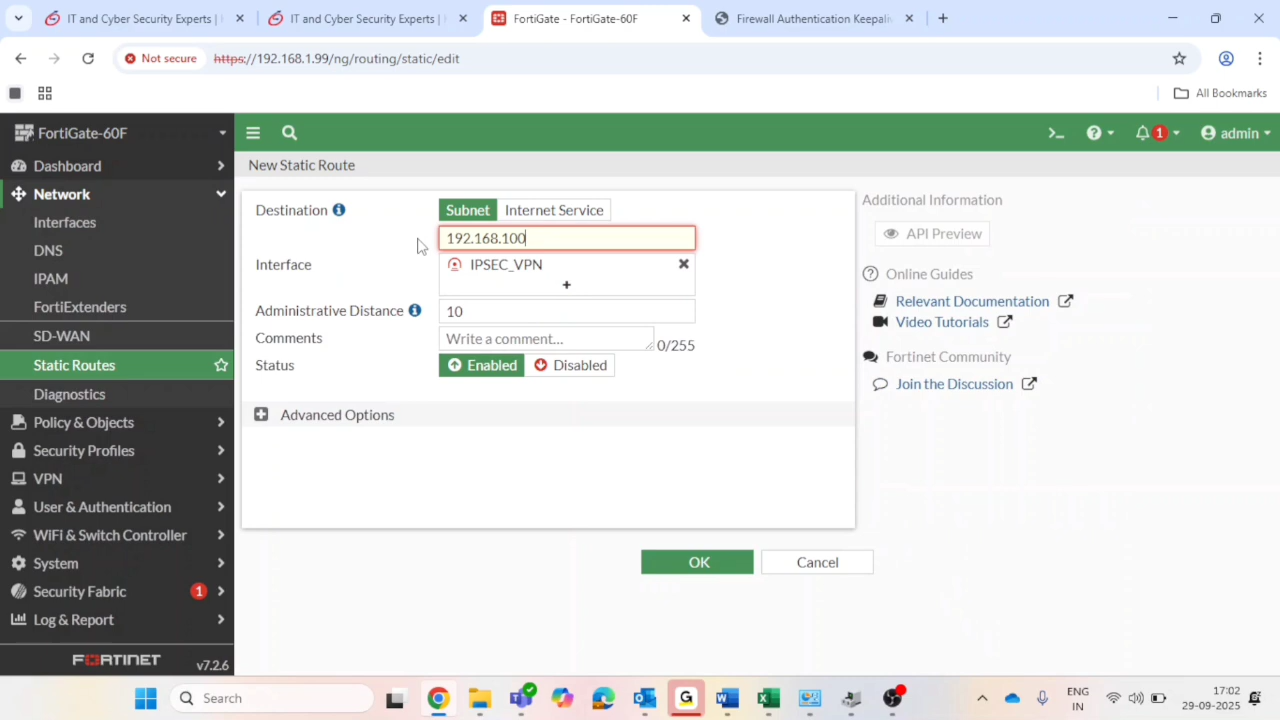 IT and Cyber Security Experts |
IT and Cyber Security Experts |
FortiGate - FortiGate-60F
Firewall Authentication Keepaliv
Not secure
https://192.168.1.99/ng/routing/static/edit
All Bookmarks
FortiGate-60F
1
admin
Dashboard
Network
Interfaces
DNS
IPAM
FortiExtenders
SD-WAN
Static Routes
Diagnostics
Policy & Objects
Security Profiles
VPN
User & Authentication
WiFi & Switch Controller
System
Security Fabric 1
Log & Report
FORTINET v7.2.6
New Static Route
Destination Subnet Internet Service
192.168.100
Interface IPSEC_VPN
Administrative Distance 10
Comments Write a comment... 0/255
Status Enabled Disabled
Advanced Options
OK Cancel
Additional Information
API Preview
Online Guides
Relevant Documentation
Video Tutorials
Fortinet Community
Join the Discussion
Search
ENG
IN
17:02
29-09-2025